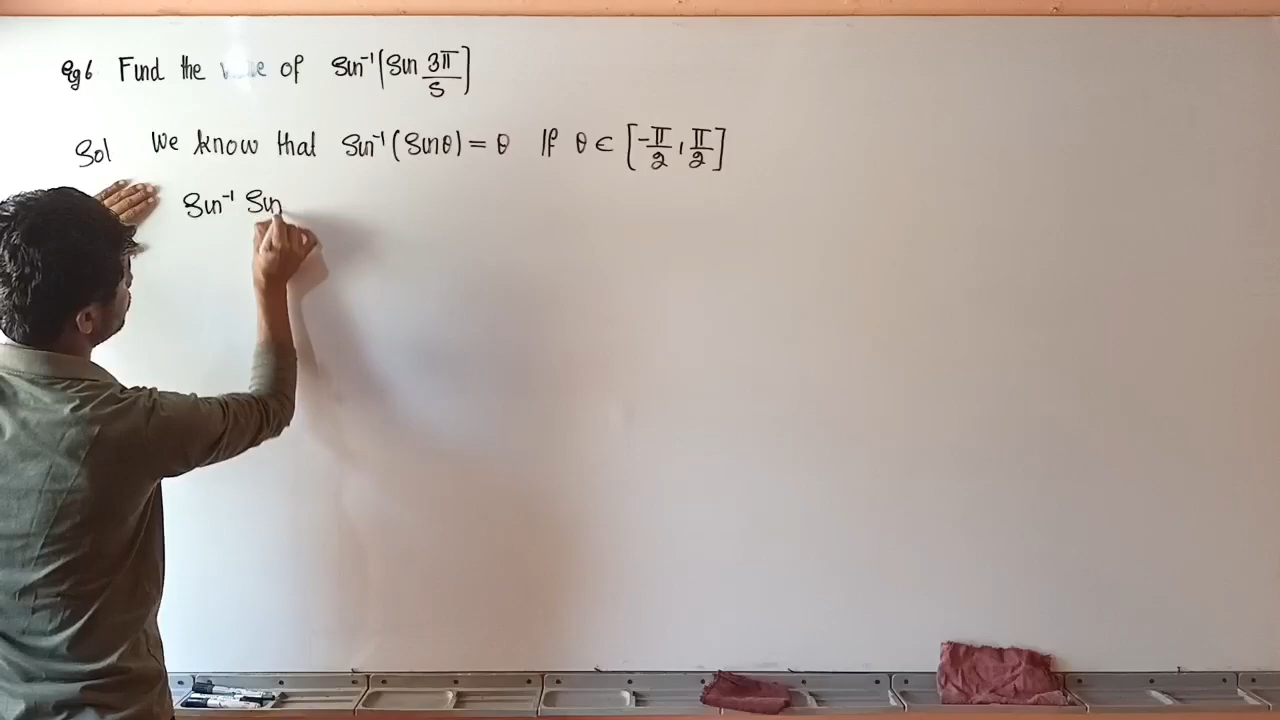 Eg 6 Find the value of Sin⁻¹[Sin 3π/5]
Sol We know that Sin⁻¹(Sinθ) = θ If θ ∈ [-π/2, π/2]
Sin⁻¹ Sin